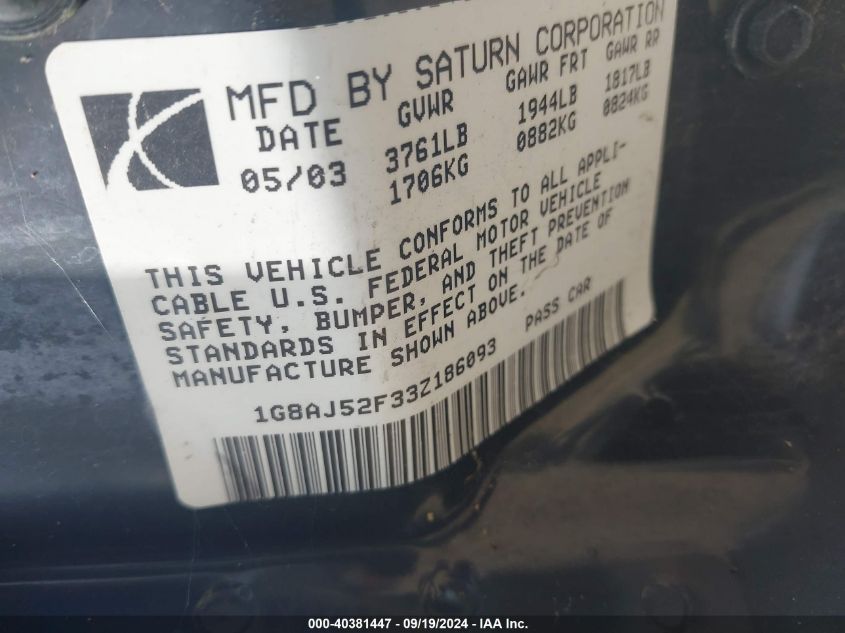 MFD BY SATURN CORPORATION
DATE GVWR GAWR FRT GAWR RR
05/03 3761LB 1944LB 1817LB
1706KG 0882KG 0824KG
THIS VEHICLE CONFORMS TO ALL APPLI-
CABLE U.S. FEDERAL MOTOR VEHICLE
SAFETY, BUMPER, AND THEFT PREVENTION
STANDARDS IN EFFECT ON THE DATE OF
MANUFACTURE SHOWN ABOVE.
1G8AJ52F33Z186093 PASS CAR
000-40381447 - 09/19/2024 - IAA Inc.